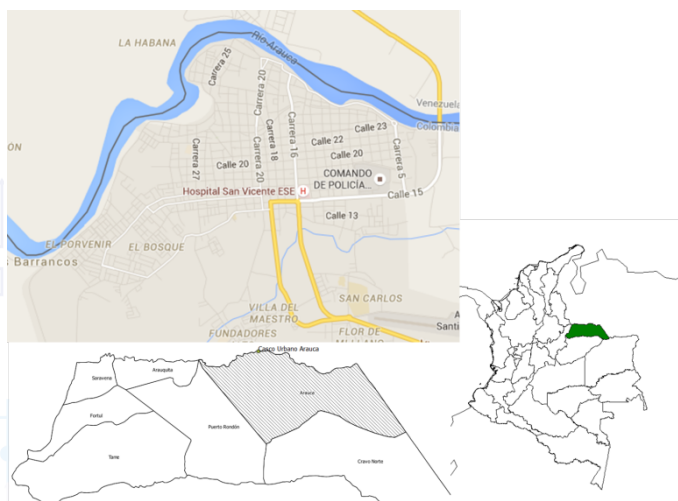 LA HABANA
Río Arauca
Carrera 25
Carrera 20
Venezuela
Colombia
Calle 23
Calle 22
Carrera 18
Carrera 16
Carrera 27
Calle 20
Carrera 20
Calle 20
Carrera 5
COMANDO
DE POLICÍA...
Hospital San Vicente ESE
H
Calle 15
Calle 13
EL PORVENIR
EL BOSQUE
s Barrancos
SAN CARLOS
VILLA DEL
MAESTRO
FUNDADORES
FLOR DE
Santi
Casco Urbano Arauca
Arauquita
Saravena
Arauca
Fortul
Puerto Rondón
Tame
Cravo Norte